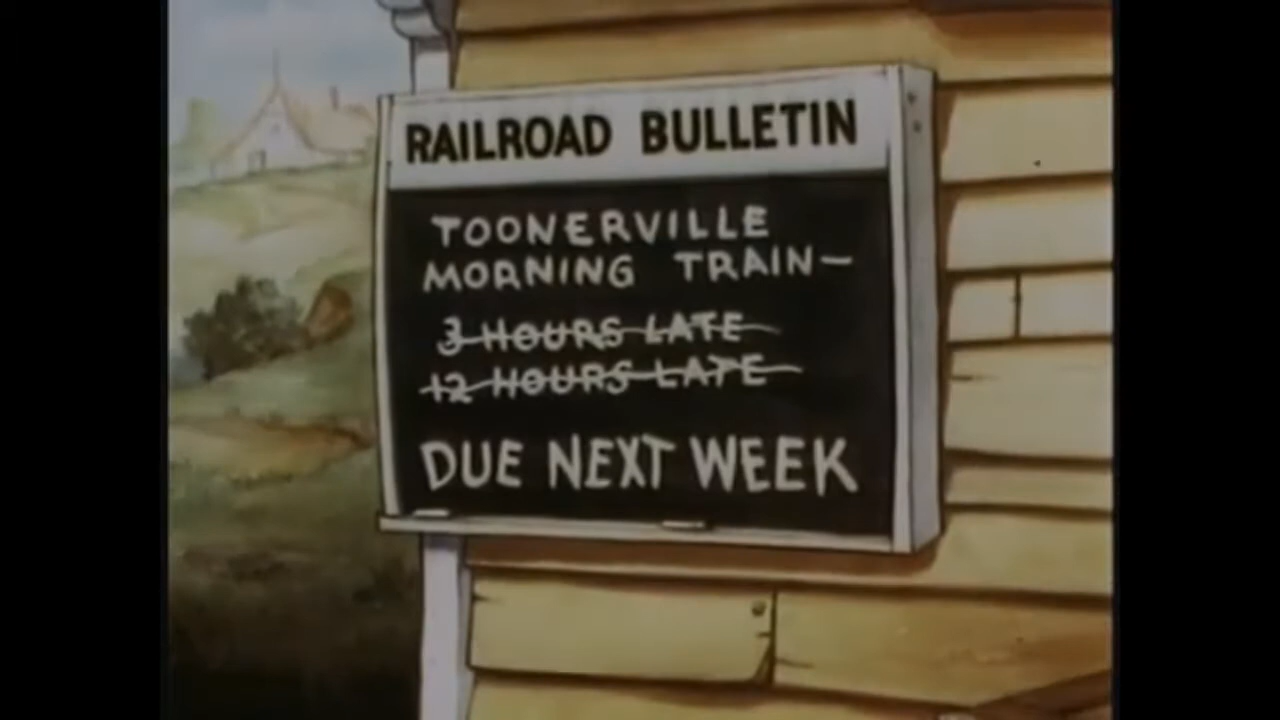 RAILROAD BULLETIN
TOONERVILLE
MORNING TRAIN—
3 HOURS LATE
12 HOURS LATE
DUE NEXT WEEK